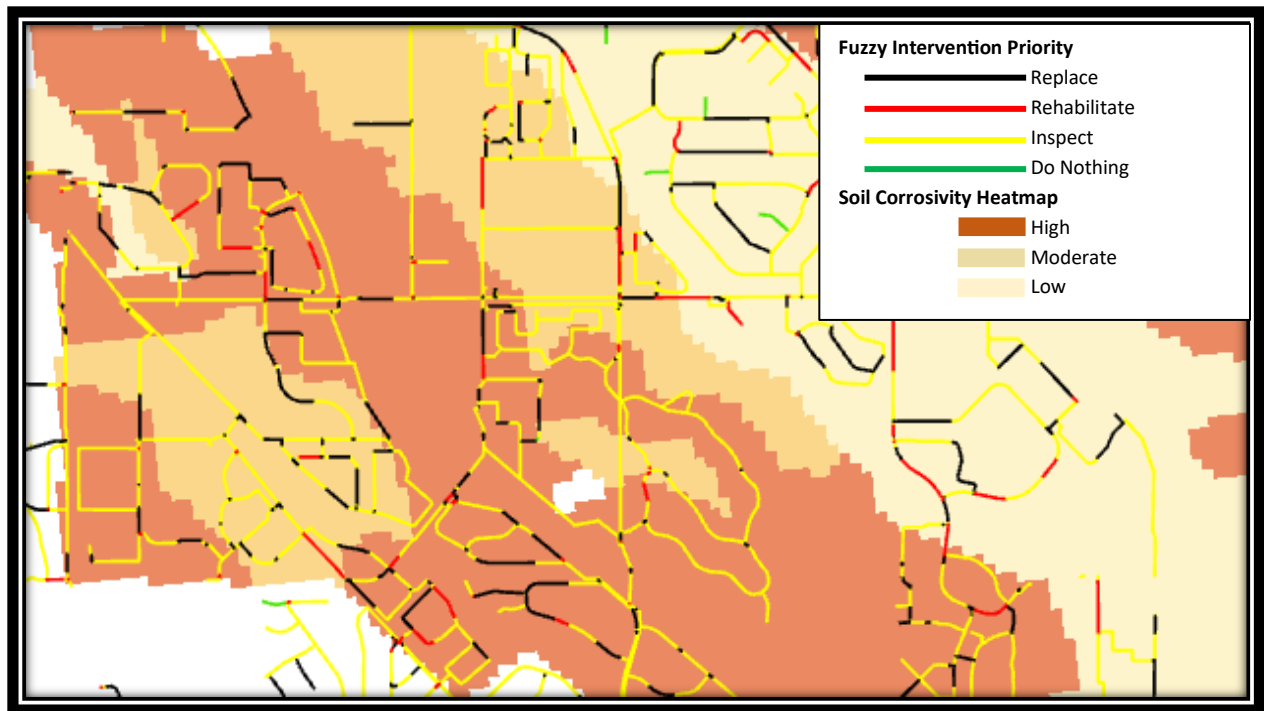 Fuzzy Intervention Priority
Replace
Rehabilitate
Inspect
Do Nothing
Soil Corrosivity Heatmap
High
Moderate
Low